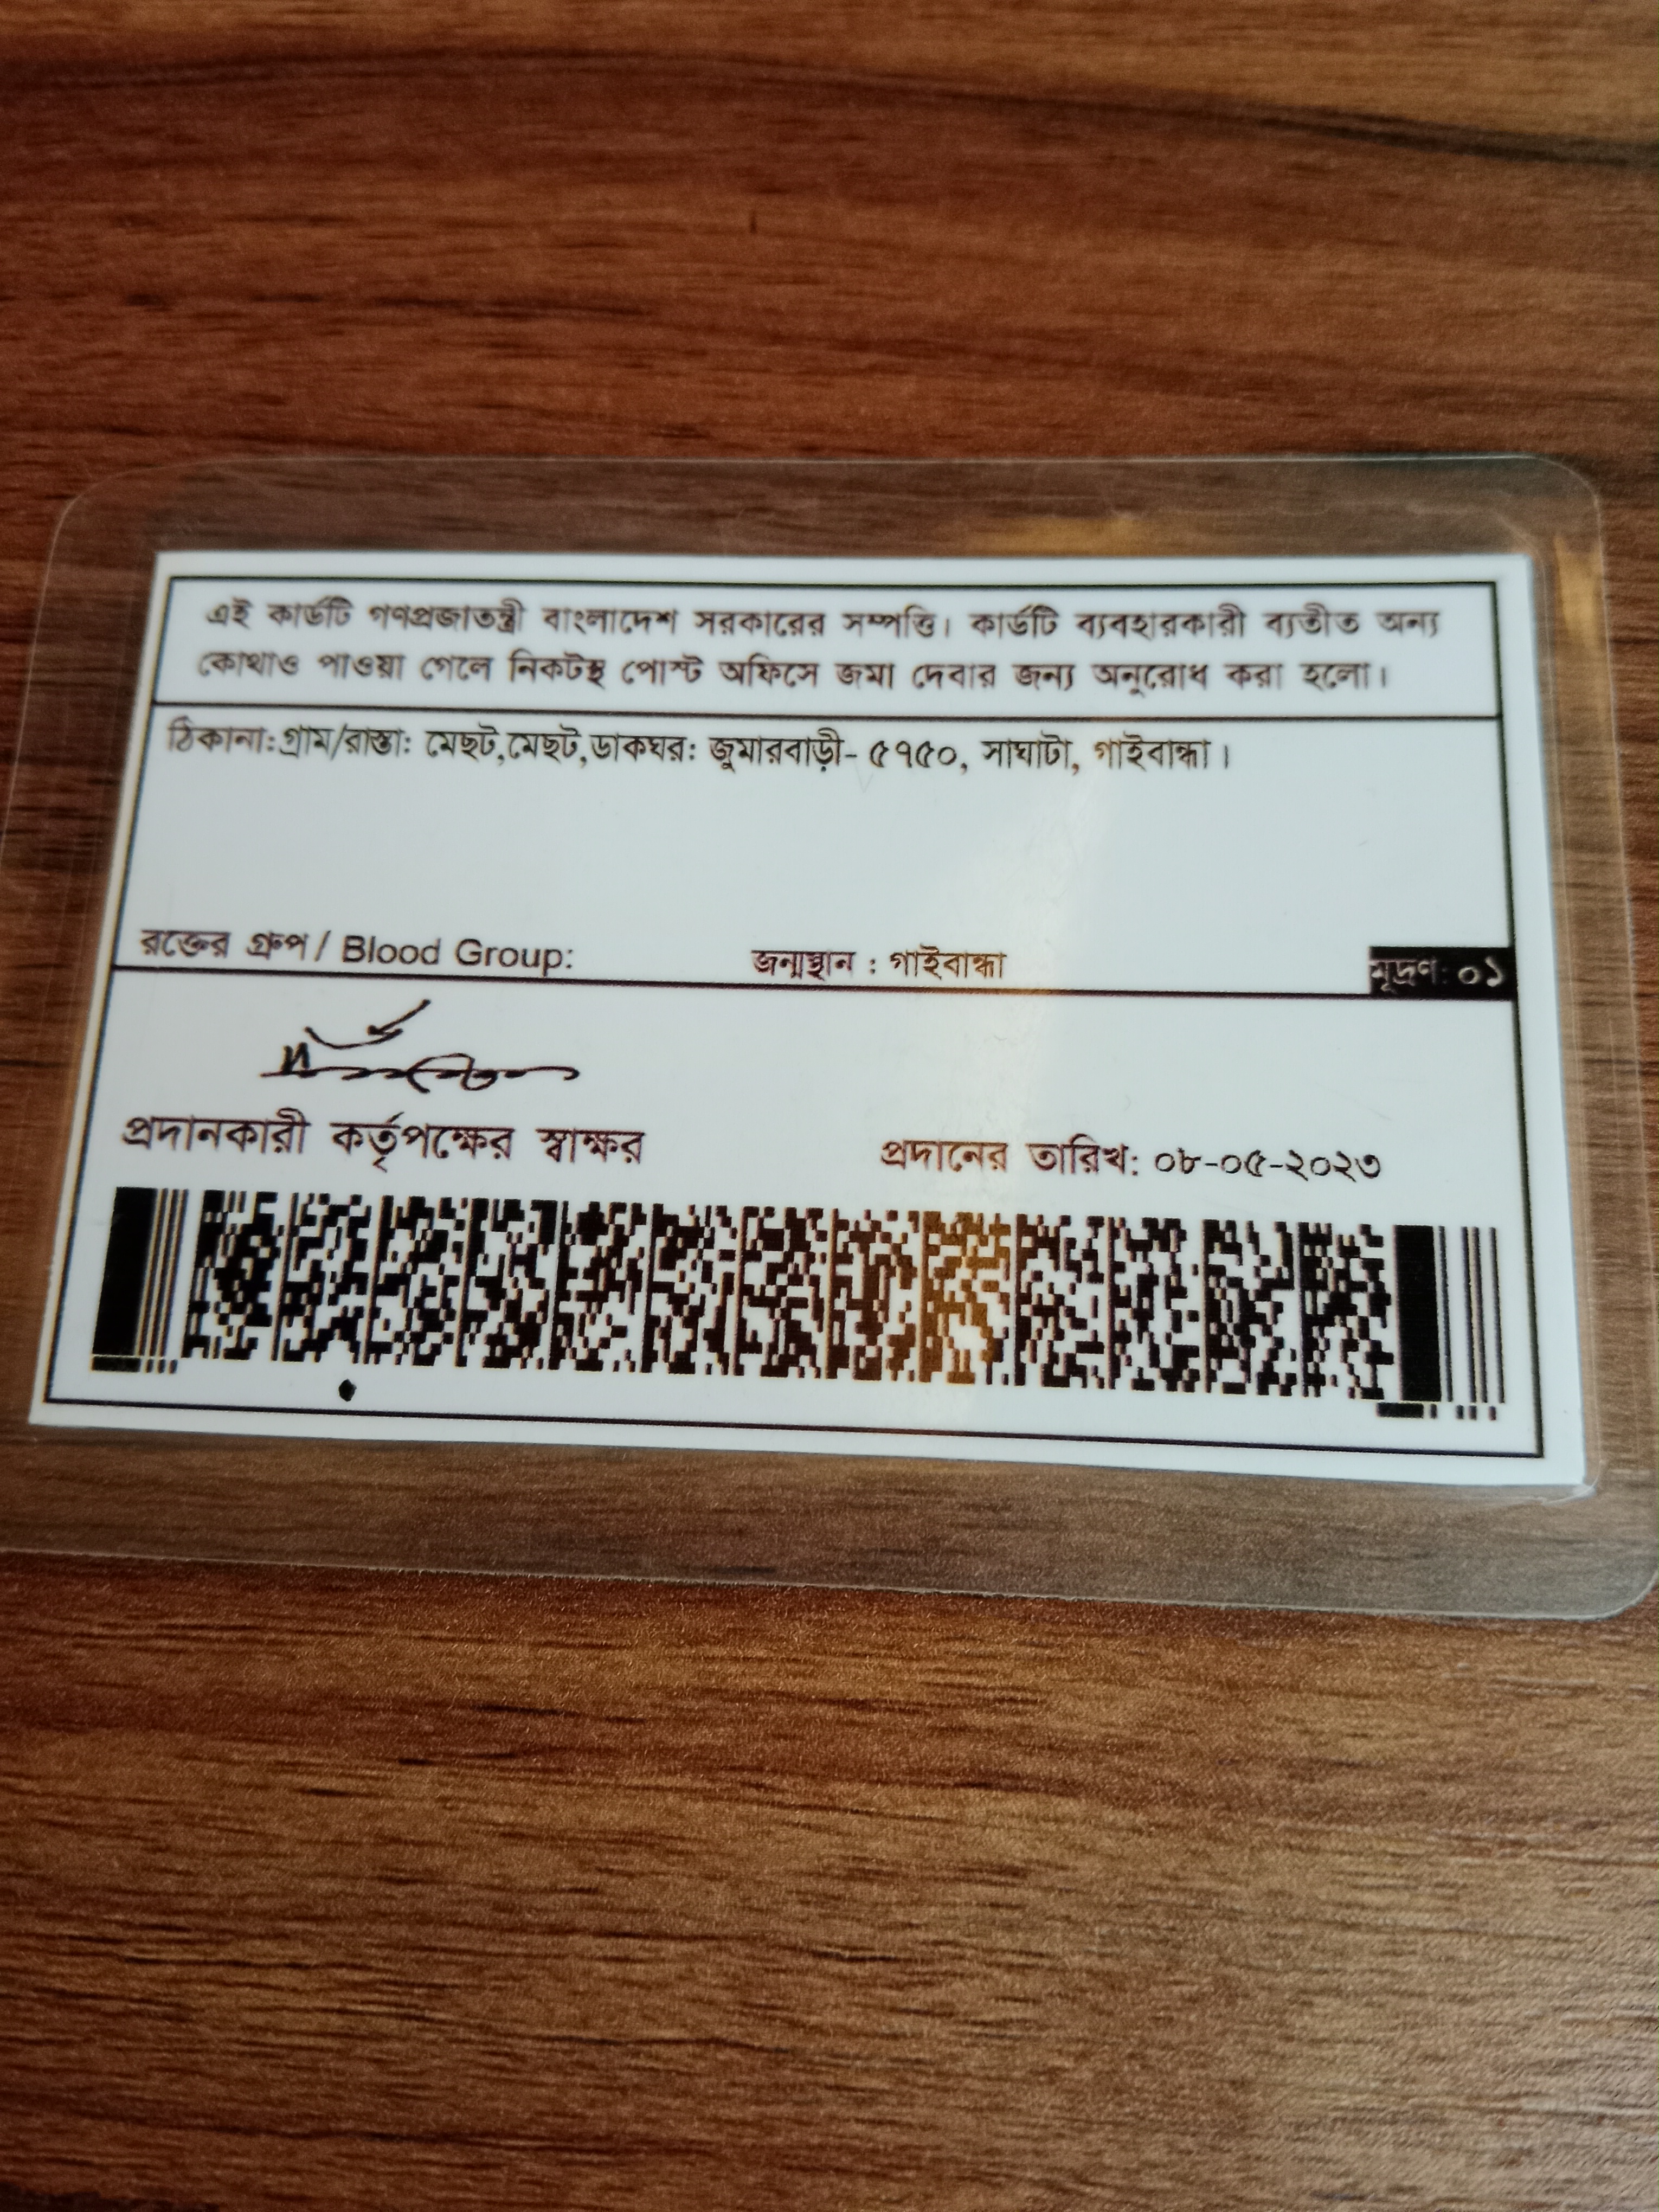 এই কার্ডটি গণপ্রজাতন্ত্রী বাংলাদেশ সরকারের সম্পত্তি। কার্ডটি ব্যবহারকারী ব্যতীত অন্য
কোথাও পাওয়া গেলে নিকটস্থ পোস্ট অফিসে জমা দেবার জন্য অনুরোধ করা হলো।
ঠিকানা: গ্রাম/রাস্তা: মেছট, মেছট, ডাকঘর: জুমারবাড়ী- ৫৭৫০, সাঘাটা, গাইবান্ধা।
রক্তের গ্রুপ / Blood Group: জন্মস্থান : গাইবান্ধা মূদ্রণ: ০১
প্রদানকারী কর্তৃপক্ষের স্বাক্ষর প্রদানের তারিখ: ০৮-০৫-২০২৩